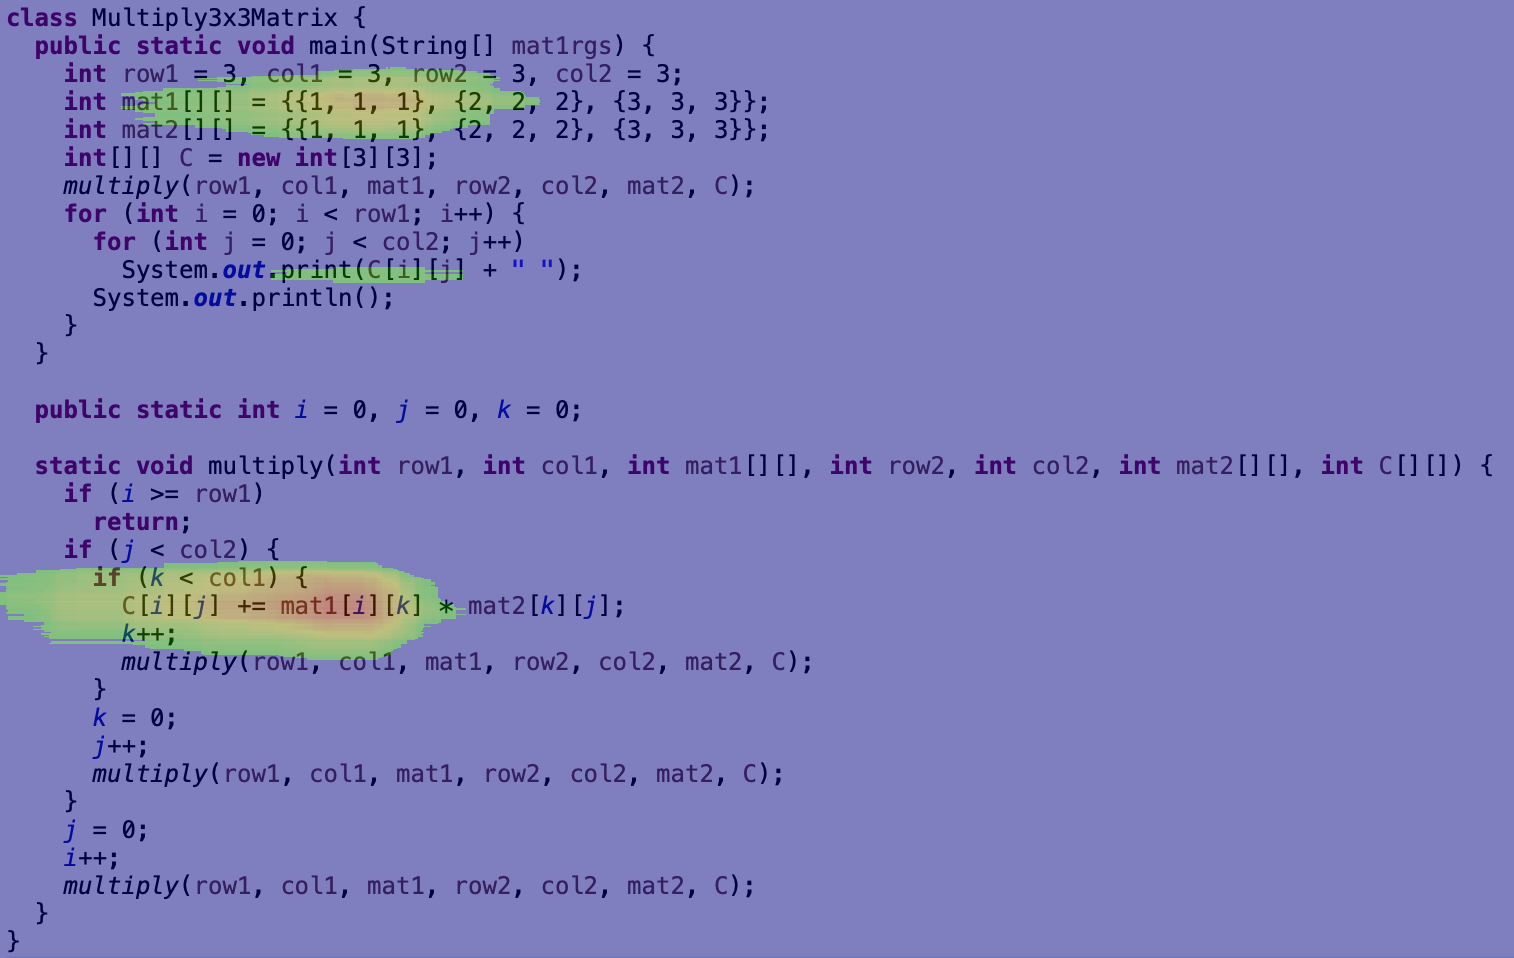 class Multiply3x3Matrix {
  public static void main(String[] mat1rgs) {
    int row1 = 3, col1 = 3, row2 = 3, col2 = 3;
    int mat1[][] = {{1, 1, 1}, {2, 2, 2}, {3, 3, 3}};
    int mat2[][] = {{1, 1, 1}, {2, 2, 2}, {3, 3, 3}};
    int[][] C = new int[3][3];
    multiply(row1, col1, mat1, row2, col2, mat2, C);
    for (int i = 0; i < row1; i++) {
      for (int j = 0; j < col2; j++)
        System.out.print(C[i][j] + " ");
      System.out.println();
    }
  }

  public static int i = 0, j = 0, k = 0;

  static void multiply(int row1, int col1, int mat1[][], int row2, int col2, int mat2[][], int C[][]) {
    if (i >= row1)
      return;
    if (j < col2) {
      if (k < col1) {
        C[i][j] += mat1[i][k] * mat2[k][j];
        k++;
        multiply(row1, col1, mat1, row2, col2, mat2, C);
      }
      k = 0;
      j++;
      multiply(row1, col1, mat1, row2, col2, mat2, C);
    }
    j = 0;
    i++;
    multiply(row1, col1, mat1, row2, col2, mat2, C);
  }
}